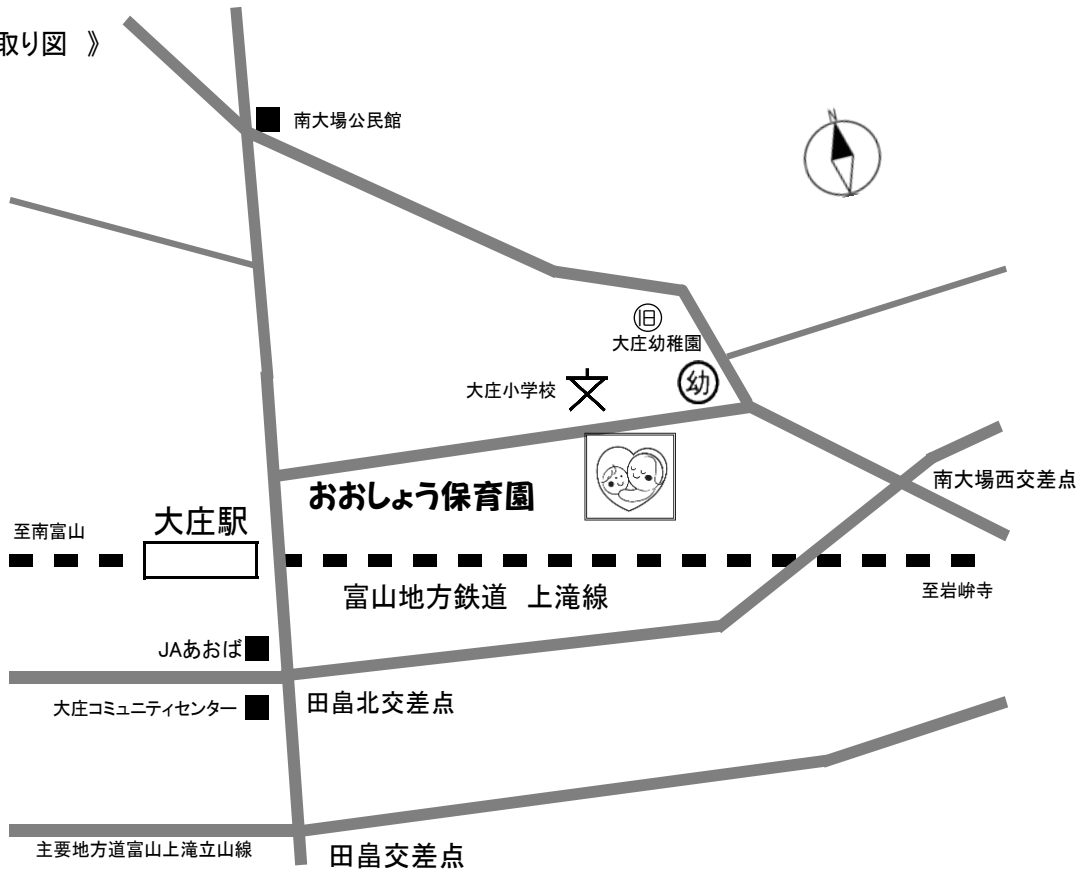 取り図 》
南大場公民館
N
旧
大庄幼稚園
幼
大庄小学校
文
南大場西交差点
おおしょう保育園
大庄駅
至南富山
富山地方鉄道 上滝線
至岩峅寺
JAあおば
田畠北交差点
大庄コミュニティセンター
主要地方道富山上滝立山線
田畠交差点